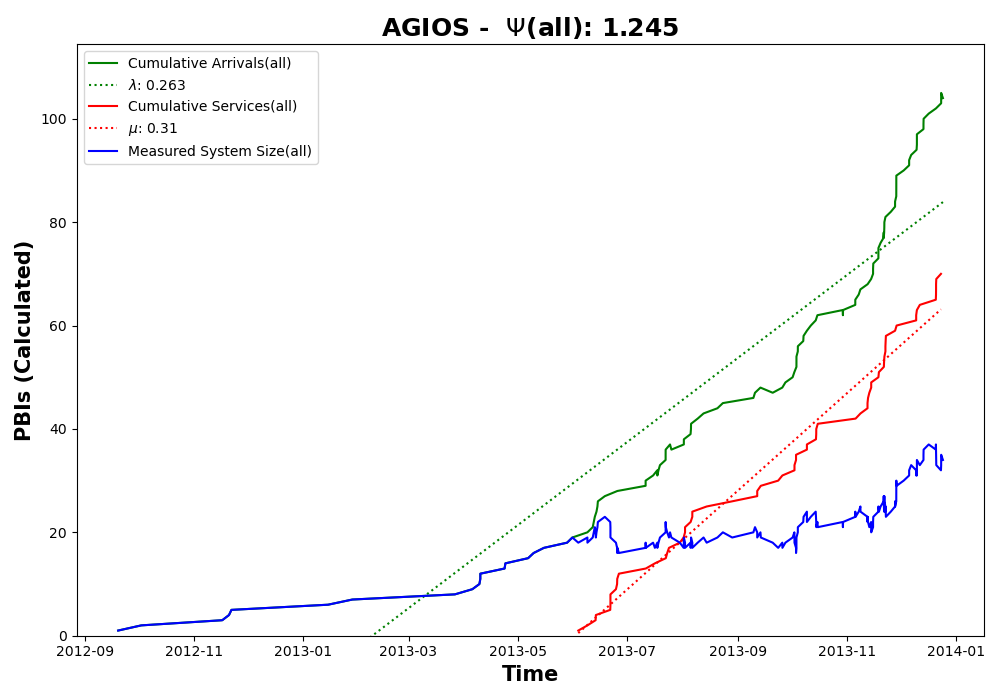 AGIOS - Ψ(all): 1.245
Cumulative Arrivals(all)
λ: 0.263
Cumulative Services(all)
μ: 0.31
Measured System Size(all)
PBIs (Calculated)
100
80
60
40
20
0
2012-09 2012-11 2013-01 2013-03 2013-05 2013-07 2013-09 2013-11 2014-01
Time